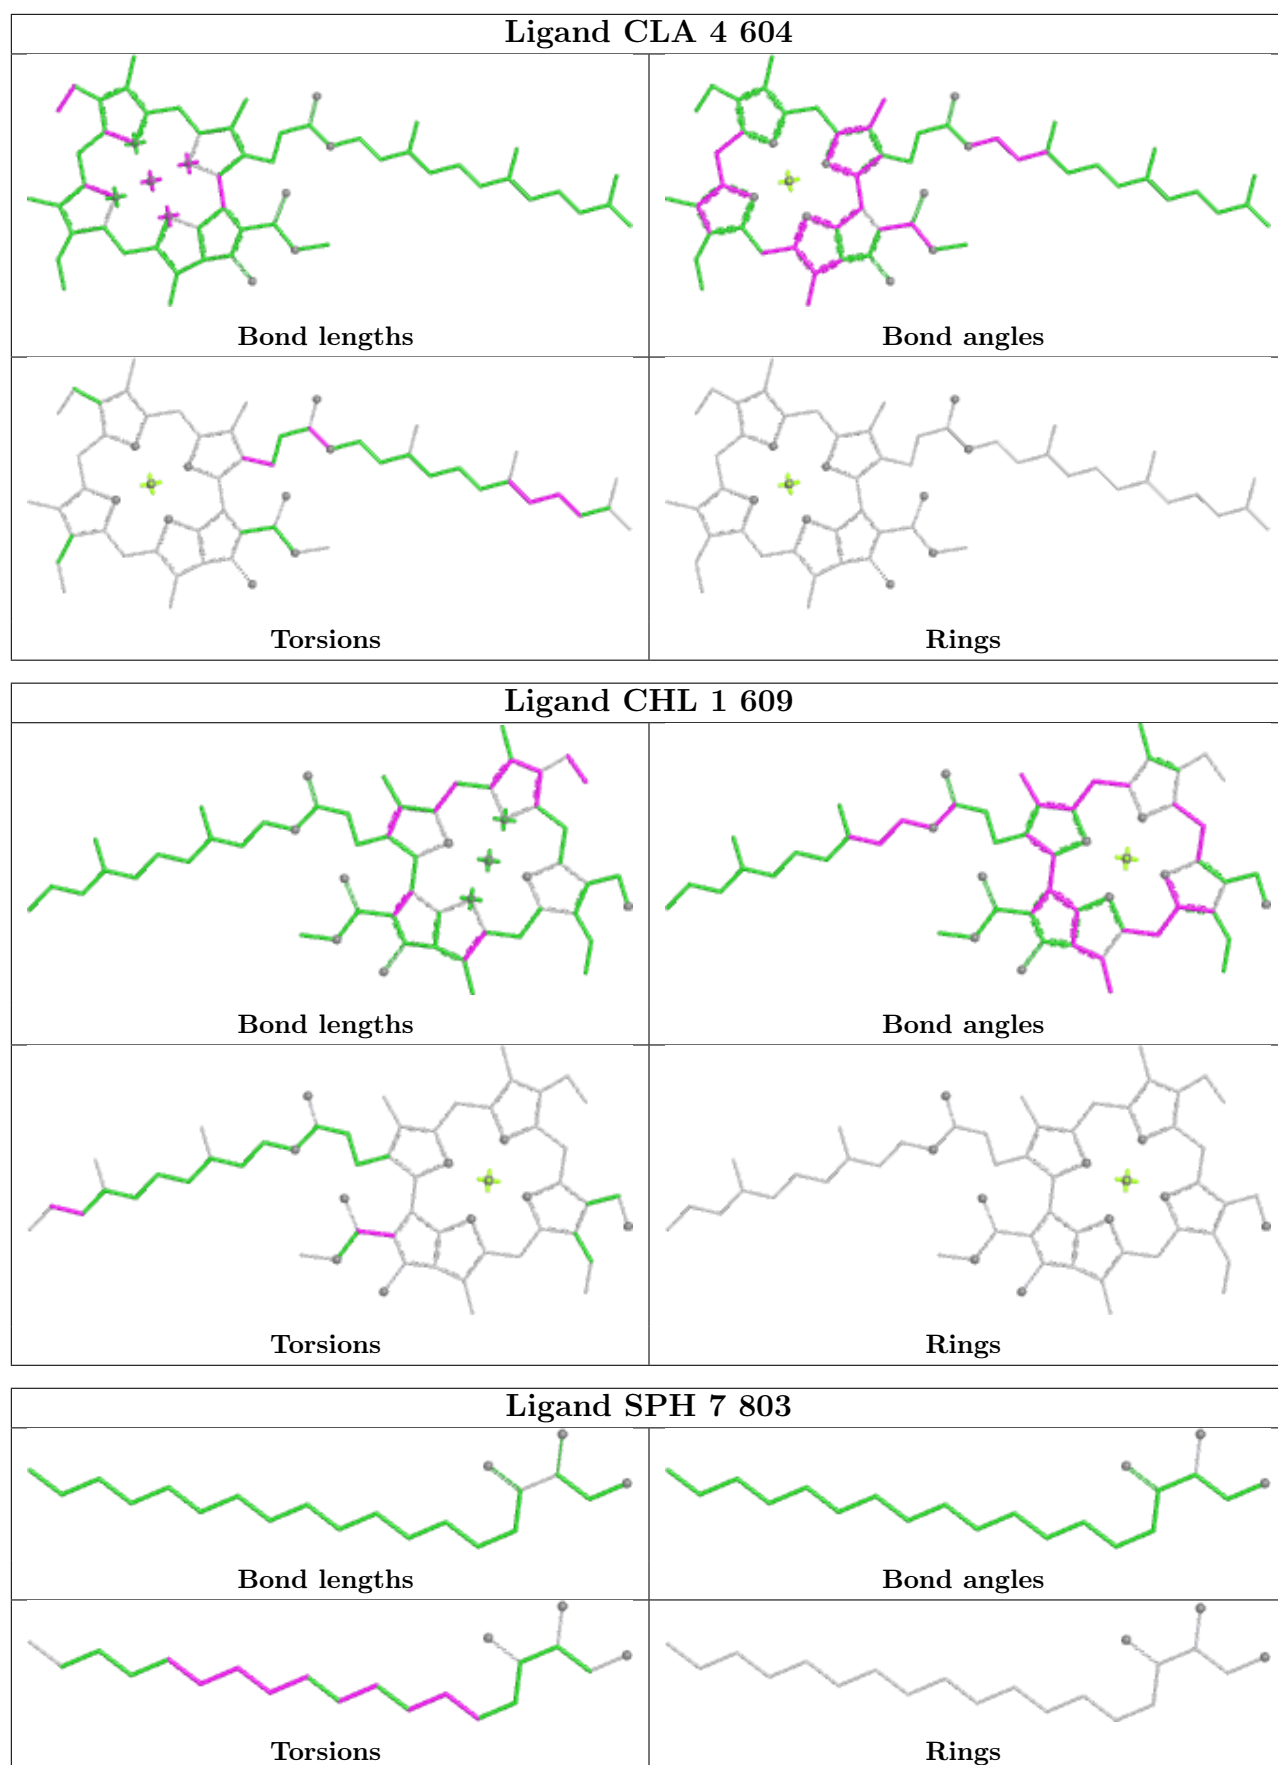 Ligand CLA 4 604
Bond lengths
Bond angles
Torsions
Rings
Ligand CHL 1 609
Bond lengths
Bond angles
Torsions
Rings
Ligand SPH 7 803
Bond lengths
Bond angles
Torsions
Rings